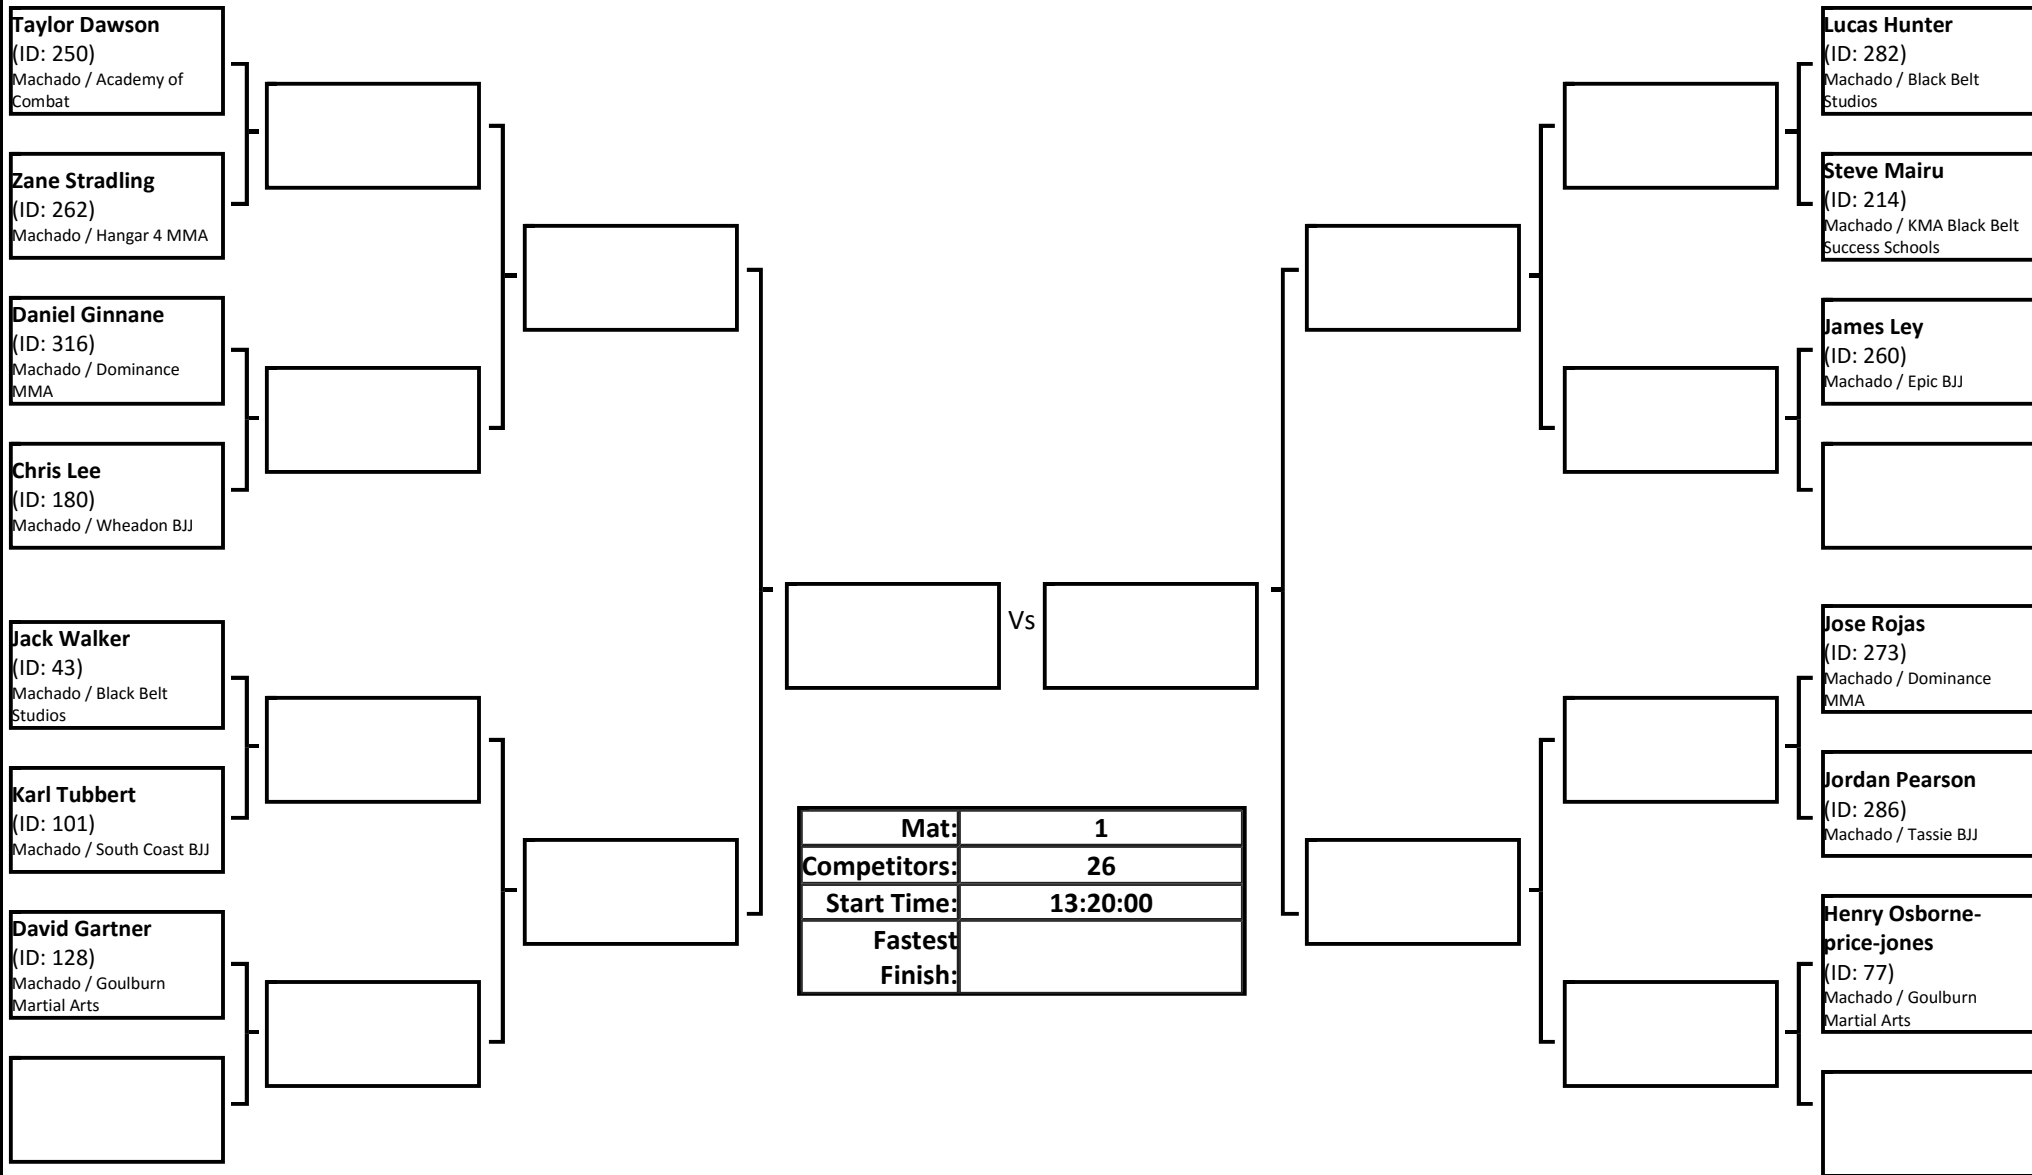 Taylor Dawson
(ID: 250)
Machado / Academy of
Combat
Zane Stradling
(ID: 262)
Machado / Hangar 4 MMA
Daniel Ginnane
(ID: 316)
Machado / Dominance
MMA
Chris Lee
(ID: 180)
Machado / Wheadon BJJ
Jack Walker
(ID: 43)
Machado / Black Belt
Studios
Karl Tubbert
(ID: 101)
Machado / South Coast BJJ
David Gartner
(ID: 128)
Machado / Goulburn
Martial Arts
Vs
Mat: 1
Competitors: 26
Start Time: 13:20:00
Fastest
Finish:
Lucas Hunter
(ID: 282)
Machado / Black Belt
Studios
Steve Mairu
(ID: 214)
Machado / KMA Black Belt
Success Schools
James Ley
(ID: 260)
Machado / Epic BJJ
Jose Rojas
(ID: 273)
Machado / Dominance
MMA
Jordan Pearson
(ID: 286)
Machado / Tassie BJJ
Henry Osborne-
price-jones
(ID: 77)
Machado / Goulburn
Martial Arts